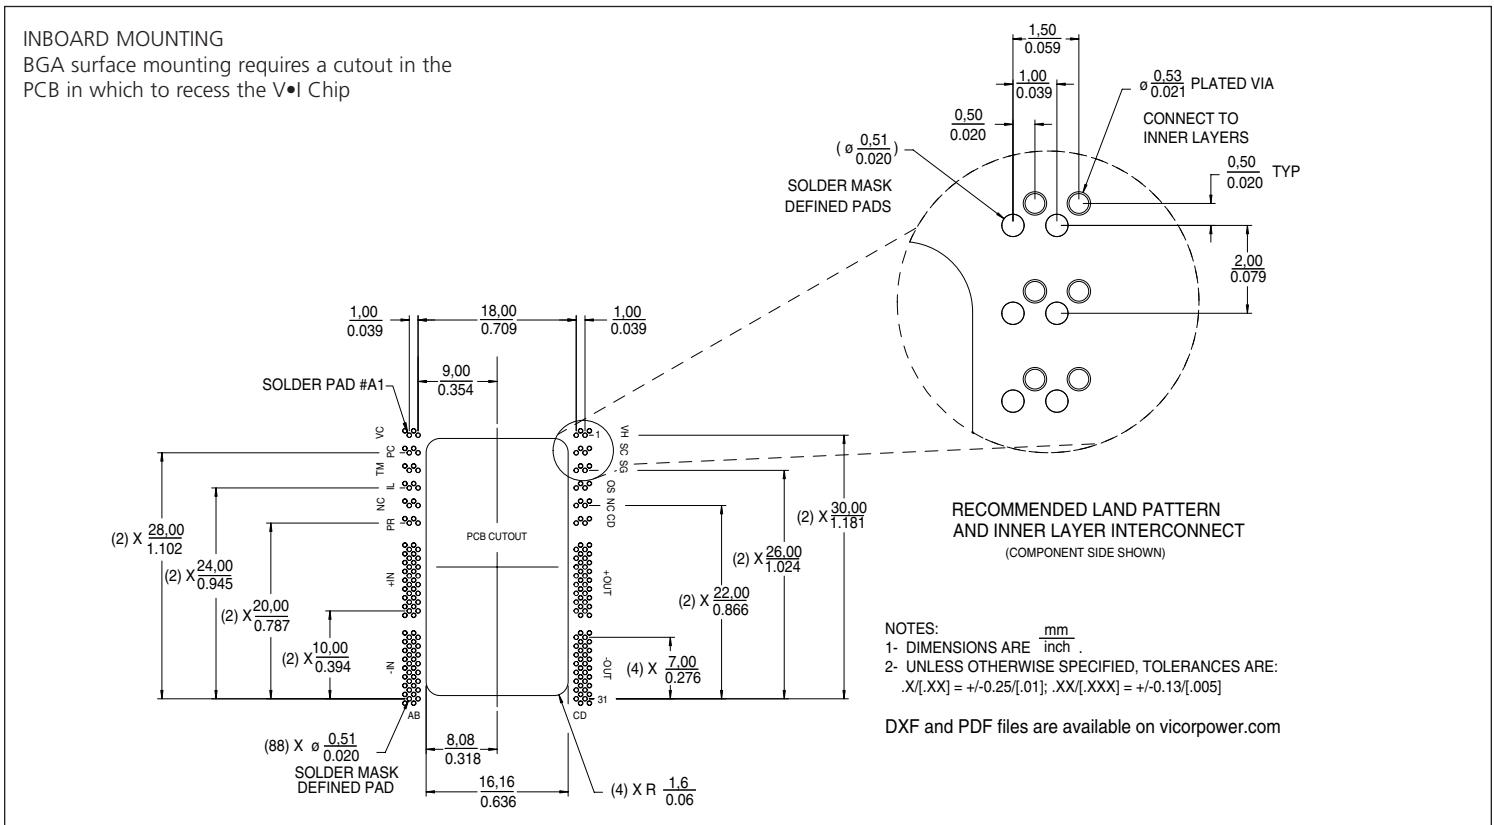 INBOARD MOUNTING
BGA surface mounting requires a cutout in the
PCB in which to recess the V•I Chip
1,50
0.059
1,00
0.039
0,50
0.020
ø 0,53
0.021 PLATED VIA
CONNECT TO
INNER LAYERS
( ø 0,51
0.020 )
SOLDER MASK
DEFINED PADS
0,50
0.020 TYP
2,00
0.079
1,00
0.039
18,00
0.709
1,00
0.039
9,00
0.354
SOLDER PAD #A1
VC
PC
TM
IL
NC
PR
+IN
-IN
1
VH
SC
SG
OS
NC
CD
+OUT
-OUT
31
PCB CUTOUT
(2) X 28,00
1.102
(2) X 24,00
0.945
(2) X 20,00
0.787
(2) X 10,00
0.394
(2) X 30,00
1.181
(2) X 26,00
1.024
(2) X 22,00
0.866
(4) X 7,00
0.276
AB
CD
(88) X ø 0,51
0.020
SOLDER MASK
DEFINED PAD
8,08
0.318
16,16
0.636
(4) X R 1,6
0.06
RECOMMENDED LAND PATTERN
AND INNER LAYER INTERCONNECT
(COMPONENT SIDE SHOWN)
NOTES:
1- DIMENSIONS ARE mm
inch .
2- UNLESS OTHERWISE SPECIFIED, TOLERANCES ARE:
.X/[.XX] = +/-0.25/[.01]; .XX/[.XXX] = +/-0.13/[.005]
DXF and PDF files are available on vicorpower.com